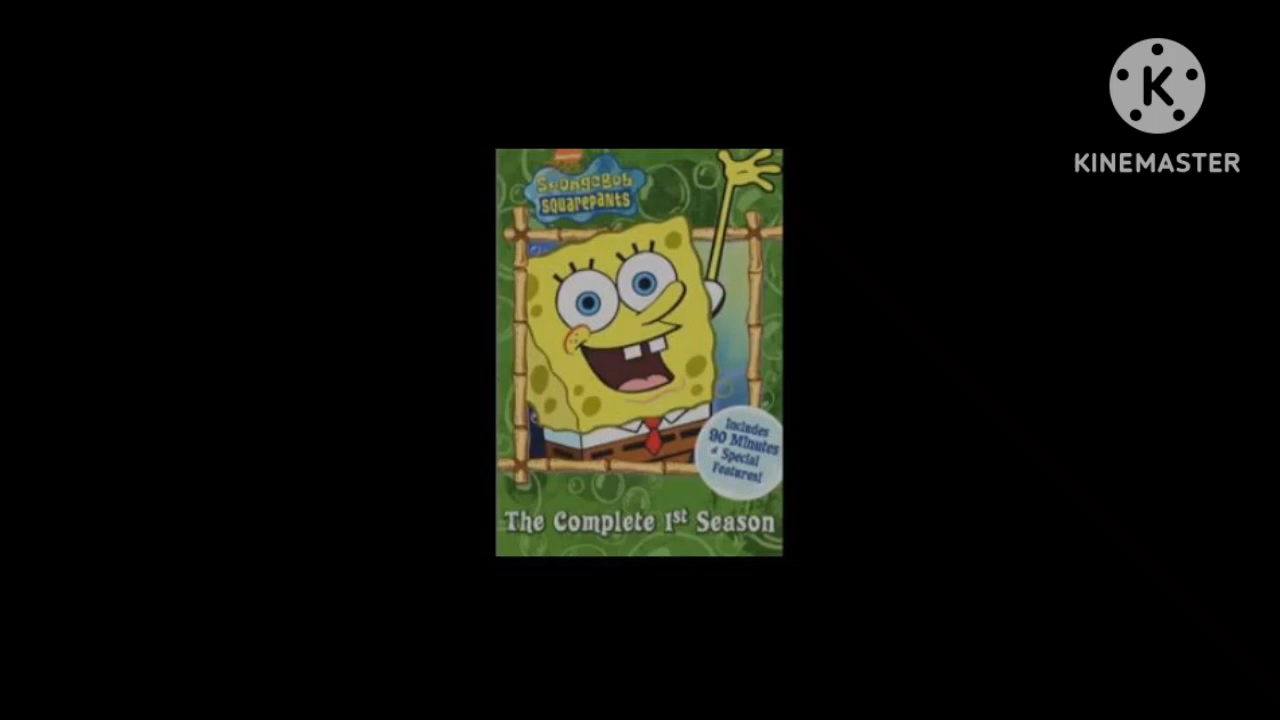 K
KINEMASTER
SpongeBob
SquarePants
Includes
90 Minutes
of Special
Features!
The Complete 1st Season